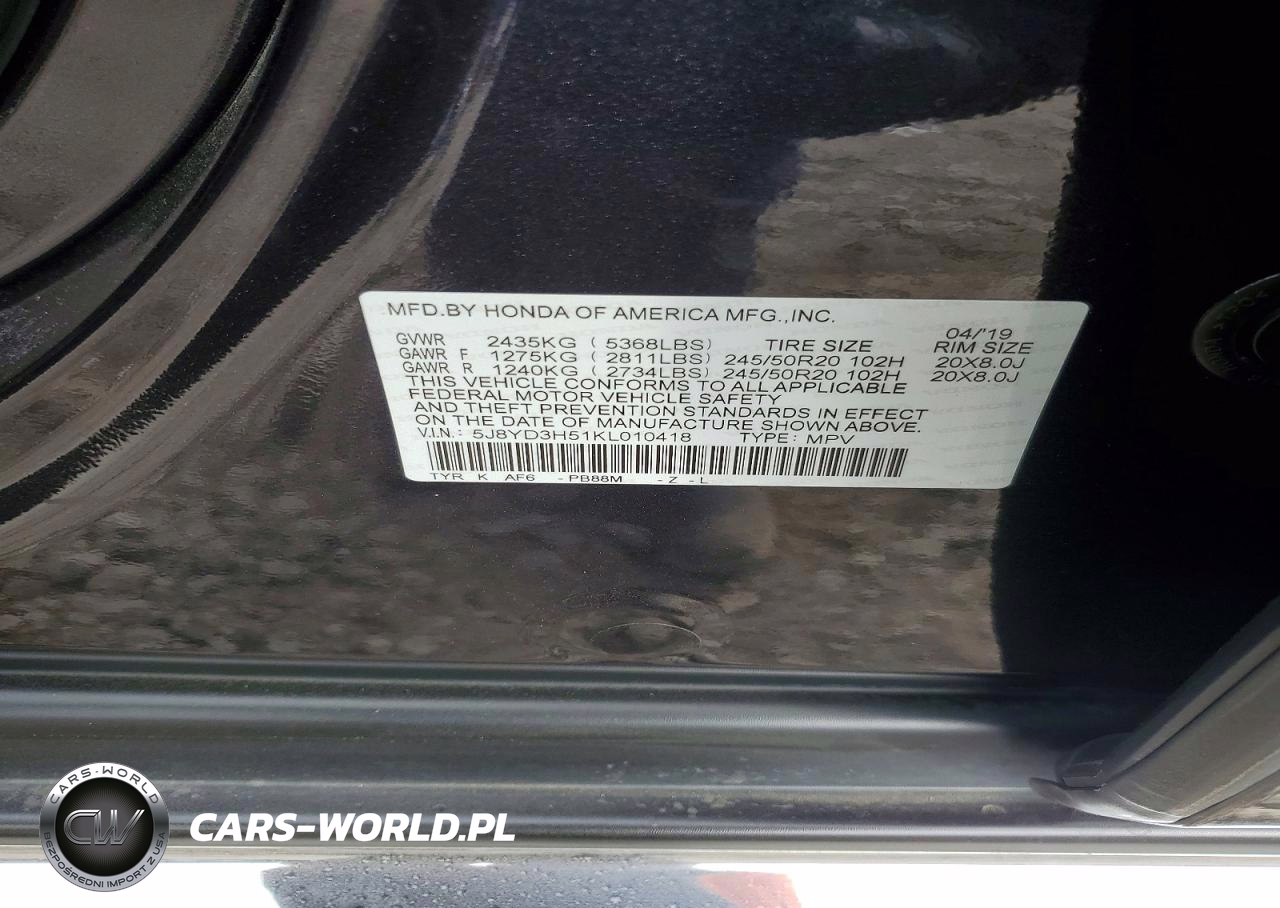 MFD.BY HONDA OF AMERICA MFG.,INC.
04/'19
GVWR 2435KG ( 5368LBS) TIRE SIZE RIM SIZE
GAWR F 1275KG ( 2811LBS) 245/50R20 102H 20X8.0J
GAWR R 1240KG ( 2734LBS) 245/50R20 102H 20X8.0J
THIS VEHICLE CONFORMS TO ALL APPLICABLE
FEDERAL MOTOR VEHICLE SAFETY
AND THEFT PREVENTION STANDARDS IN EFFECT
ON THE DATE OF MANUFACTURE SHOWN ABOVE.
V.I.N.: 5J8YD3H51KL010418 TYPE: MPV
TYR K AF6 -PB88M -Z -L
CARS-WORLD
CW
BEZPOŚREDNI IMPORT Z USA
CARS-WORLD.PL